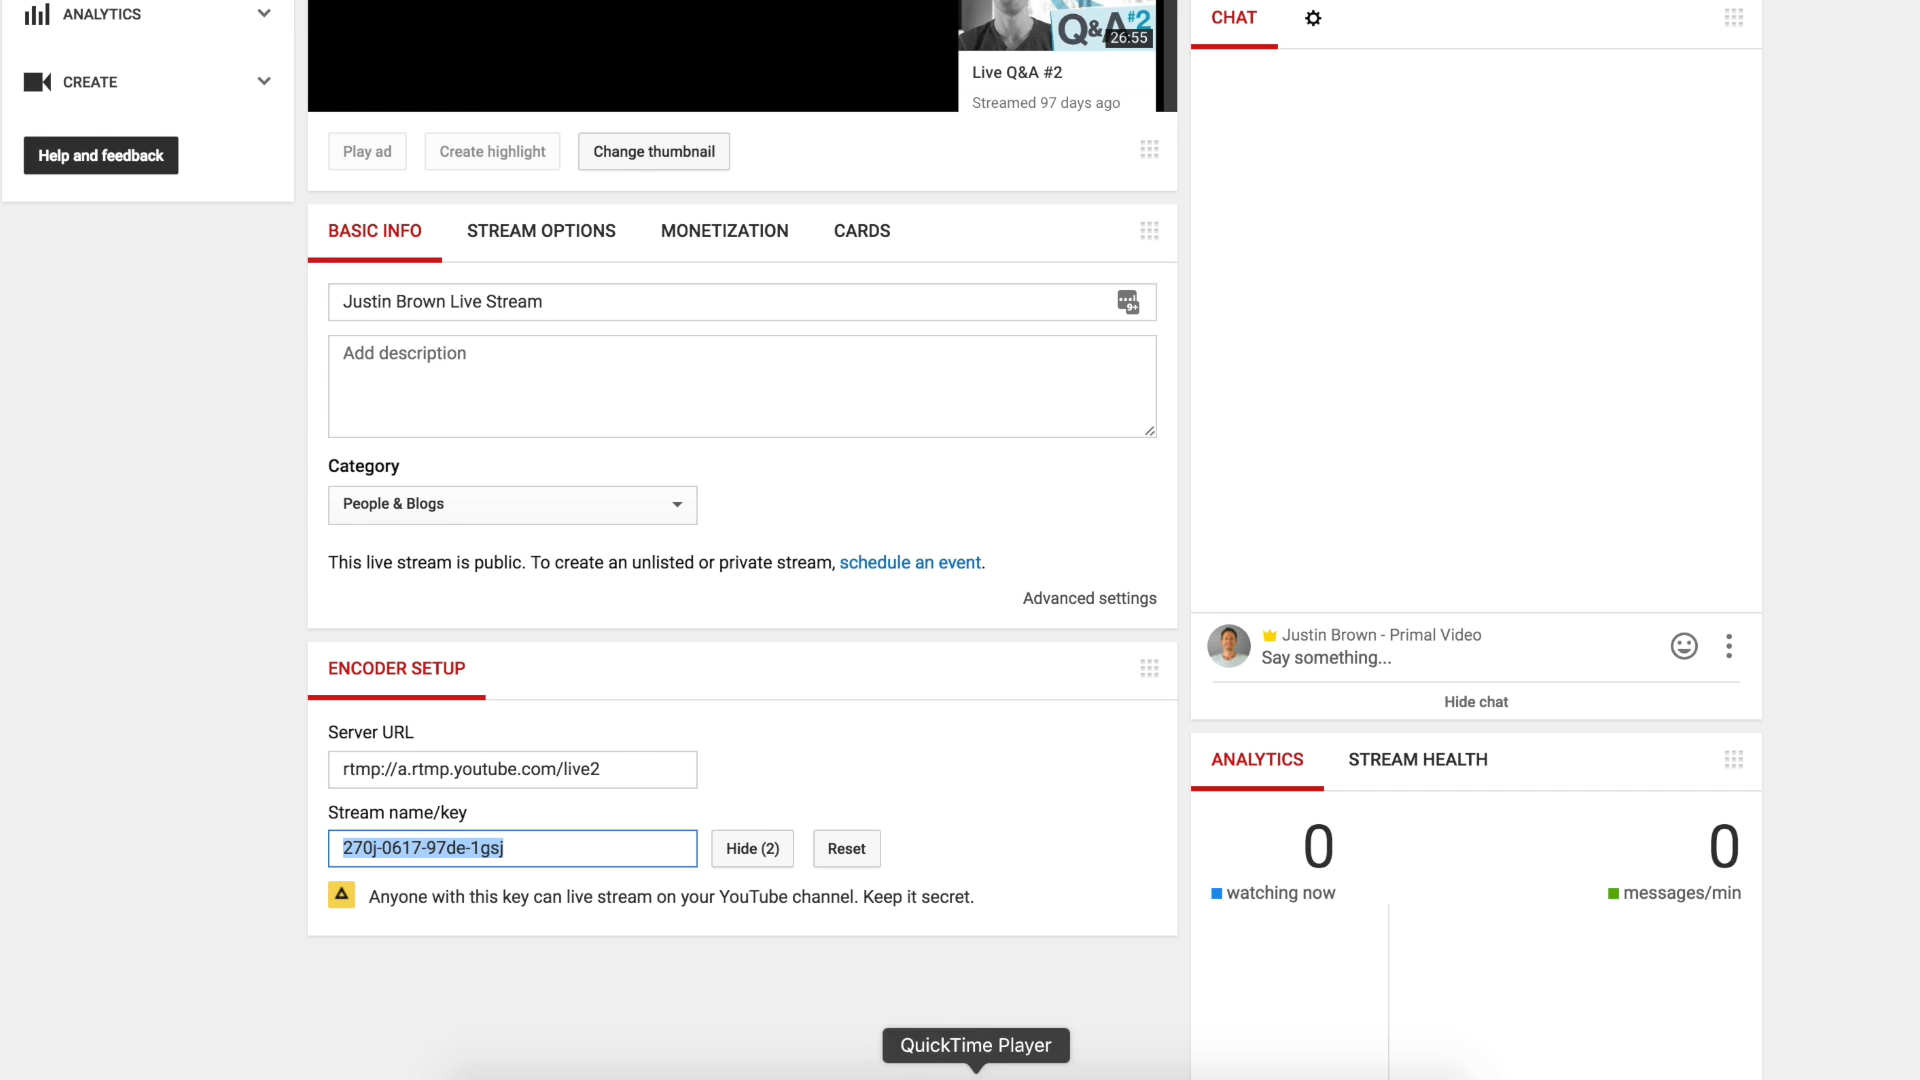 ANALYTICS
CREATE
Help and feedback
Q&A #2
26:55
Live Q&A #2
Streamed 97 days ago
Play ad
Create highlight
Change thumbnail
BASIC INFO
STREAM OPTIONS
MONETIZATION
CARDS
Justin Brown Live Stream
9+
Add description
Category
People & Blogs
This live stream is public. To create an unlisted or private stream, schedule an event.
Advanced settings
ENCODER SETUP
Server URL
rtmp://a.rtmp.youtube.com/live2
Stream name/key
270j-0617-97de-1gsj
Hide (2)
Reset
Anyone with this key can live stream on your YouTube channel. Keep it secret.
CHAT
Justin Brown - Primal Video
Say something...
Hide chat
ANALYTICS
STREAM HEALTH
0
watching now
0
messages/min
QuickTime Player